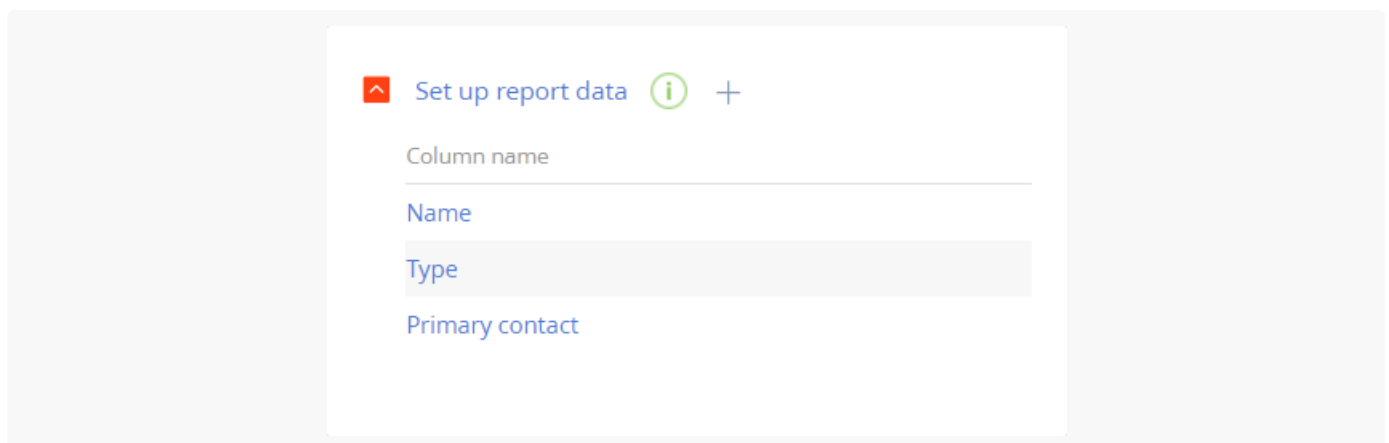 Set up report data
Column name
Name
Type
Primary contact